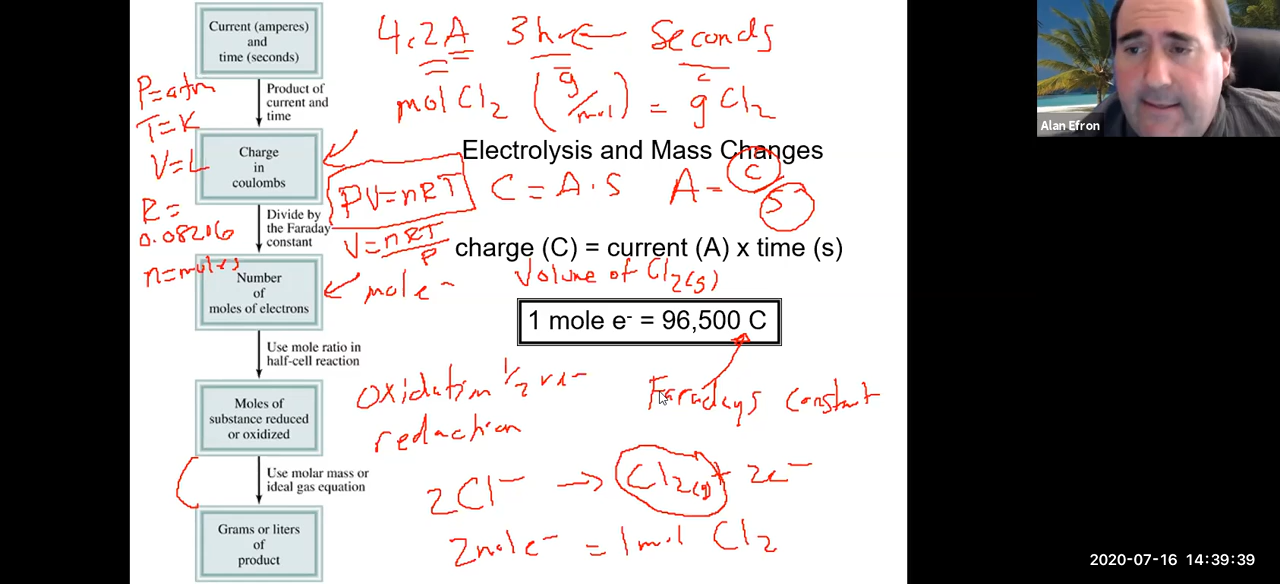 Current (amperes)
and
time (seconds)
Product of
current and
time
Charge
in
coulombs
Divide by
the Faraday
constant
Number
of
moles of electrons
Use mole ratio in
half-cell reaction
Moles of
substance reduced
or oxidized
Use molar mass or
ideal gas equation
Grams or liters
of
product
P=atm
T=K
V=L
R=
0.08206
n=moles
4.2A 3hr ← Seconds
mol Cl2 (g/mol) = g Cl2
Electrolysis and Mass Changes
PV=nRT C = A·S A = C/S
V=nRT/P
charge (C) = current (A) x time (s)
mole e- Volume of Cl2(g)
1 mole e- = 96,500 C
oxidation 1/2 rxn
Faradays constant
reduction
2Cl- → Cl2(g) + 2e-
2mole- = 1mol Cl2
Alan Efron
2020-07-16 14:39:39